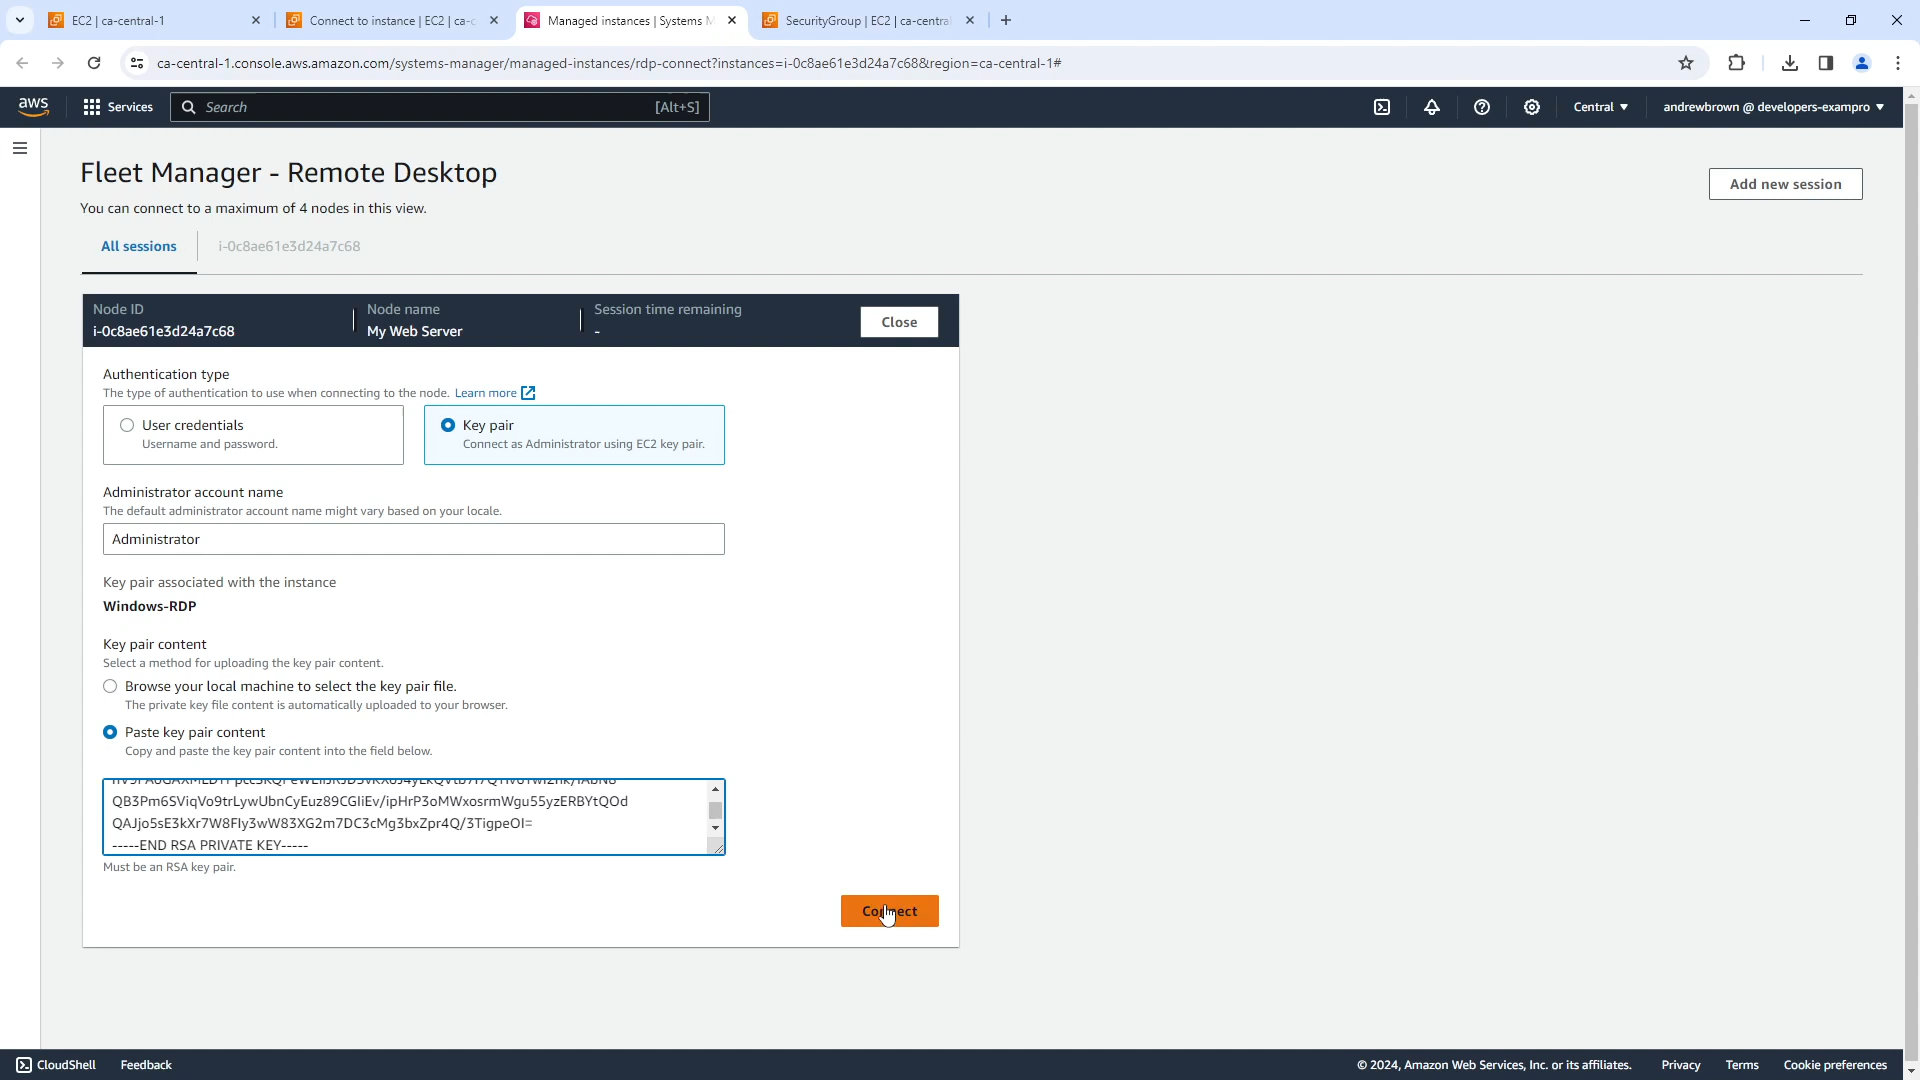 EC2 | ca-central-1
Connect to instance | EC2 | ca-c
Managed instances | Systems M
SecurityGroup | EC2 | ca-central
ca-central-1.console.aws.amazon.com/systems-manager/managed-instances/rdp-connect?instances=i-0c8ae61e3d24a7c68&region=ca-central-1#
aws
Services
Search
[Alt+S]
Central
andrewbrown @ developers-exampro
Fleet Manager - Remote Desktop
Add new session
You can connect to a maximum of 4 nodes in this view.
All sessions
i-0c8ae61e3d24a7c68
Node ID
i-0c8ae61e3d24a7c68
Node name
My Web Server
Session time remaining
-
Close
Authentication type
The type of authentication to use when connecting to the node. Learn more
User credentials
Username and password.
Key pair
Connect as Administrator using EC2 key pair.
Administrator account name
The default administrator account name might vary based on your locale.
Administrator
Key pair associated with the instance
Windows-RDP
Key pair content
Select a method for uploading the key pair content.
Browse your local machine to select the key pair file.
The private key file content is automatically uploaded to your browser.
Paste key pair content
Copy and paste the key pair content into the field below.
QB3Pm6SViqVo9trLywUbnCyEuz89CGIiEv/ipHrP3oMWxosrmWgu55yzERBYtQOd
QAJjo5sE3kXr7W8FIy3wW83XG2m7DC3cMg3bxZpr4Q/3TigpeOI=
-----END RSA PRIVATE KEY-----
Must be an RSA key pair.
Connect
CloudShell
Feedback
© 2024, Amazon Web Services, Inc. or its affiliates.
Privacy
Terms
Cookie preferences